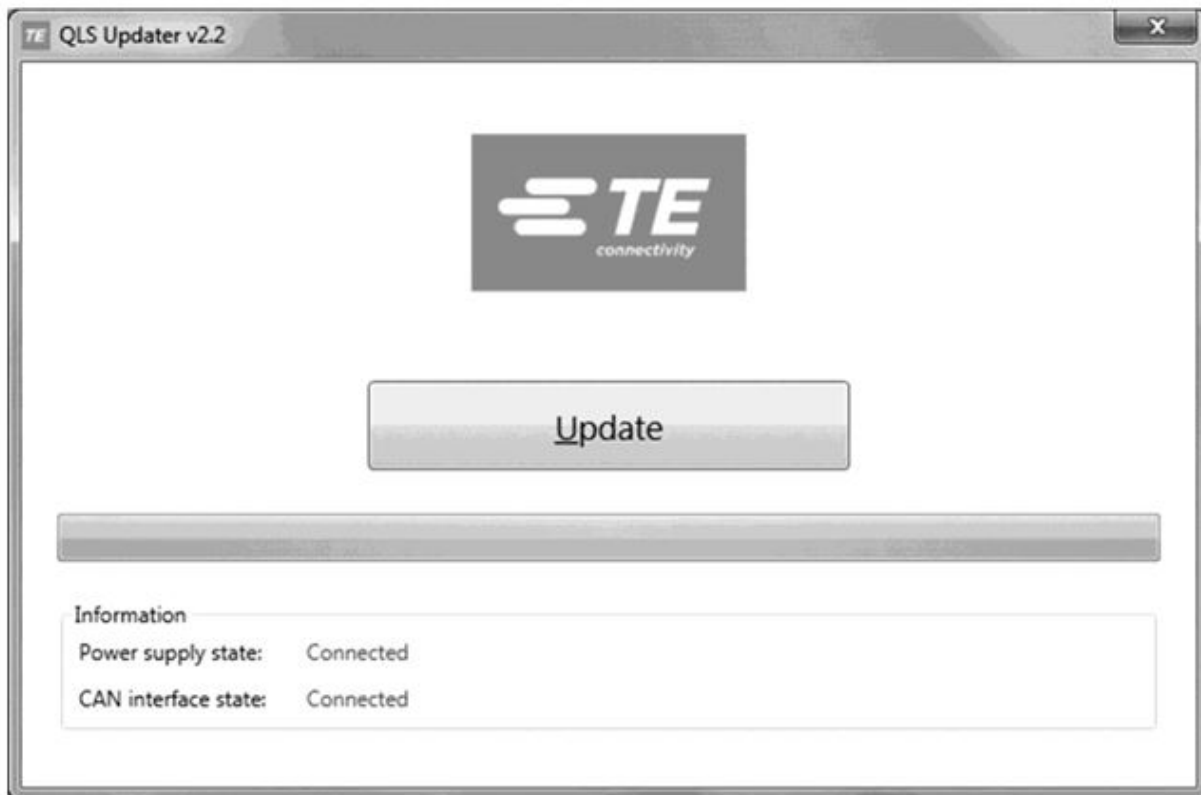 TE QLS Updater v2.2
X
TE
connectivity
Update
Information
Power supply state: Connected
CAN interface state: Connected